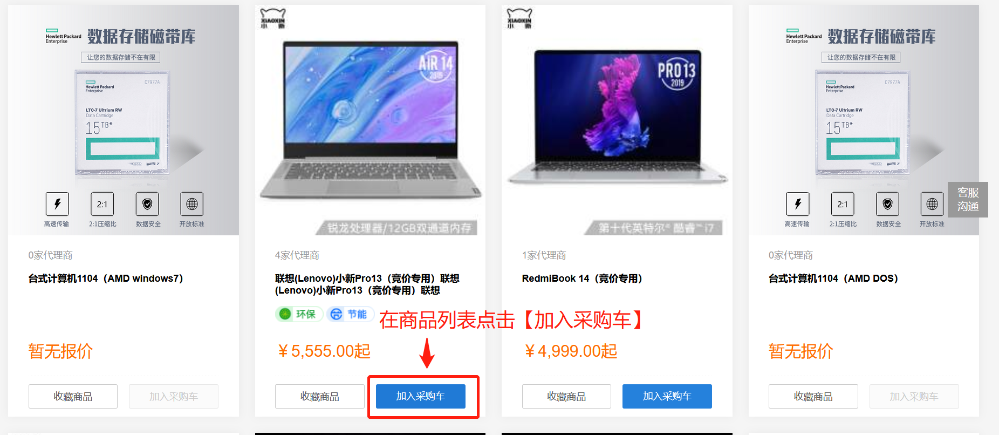 Hewlett Packard
Enterprise
数据存储磁带库
让您的数据存储不在有限
Hewlett Packard
Enterprise
C7977A
LTO-7 Ultrium RW
Data Cartridge
15TB*
2:1
高速传输
2:1压缩比
数据安全
开放标准
0家代理商
台式计算机1104（AMD windows7）
暂无报价
收藏商品
加入采购车
XIAOXIN
小新
AIR 14
2019
锐龙处理器/12GB双通道内存
4家代理商
联想(Lenovo)小新Pro13（竞价专用）联想
(Lenovo)小新Pro13（竞价专用）联想
环保
节能
在商品列表点击【加入采购车】
￥5,555.00起
收藏商品
加入采购车
XIAOXIN
小新
PRO 13
2019
第十代英特尔® 酷睿™ i7
1家代理商
RedmiBook 14（竞价专用）
￥4,999.00起
收藏商品
加入采购车
Hewlett Packard
Enterprise
数据存储磁带库
让您的数据存储不在有限
Hewlett Packard
Enterprise
C7977A
LTO-7 Ultrium RW
Data Cartridge
15TB*
2:1
高速传输
2:1压缩比
数据安全
开放标准
客服
沟通
0家代理商
台式计算机1104（AMD DOS）
暂无报价
收藏商品
加入采购车